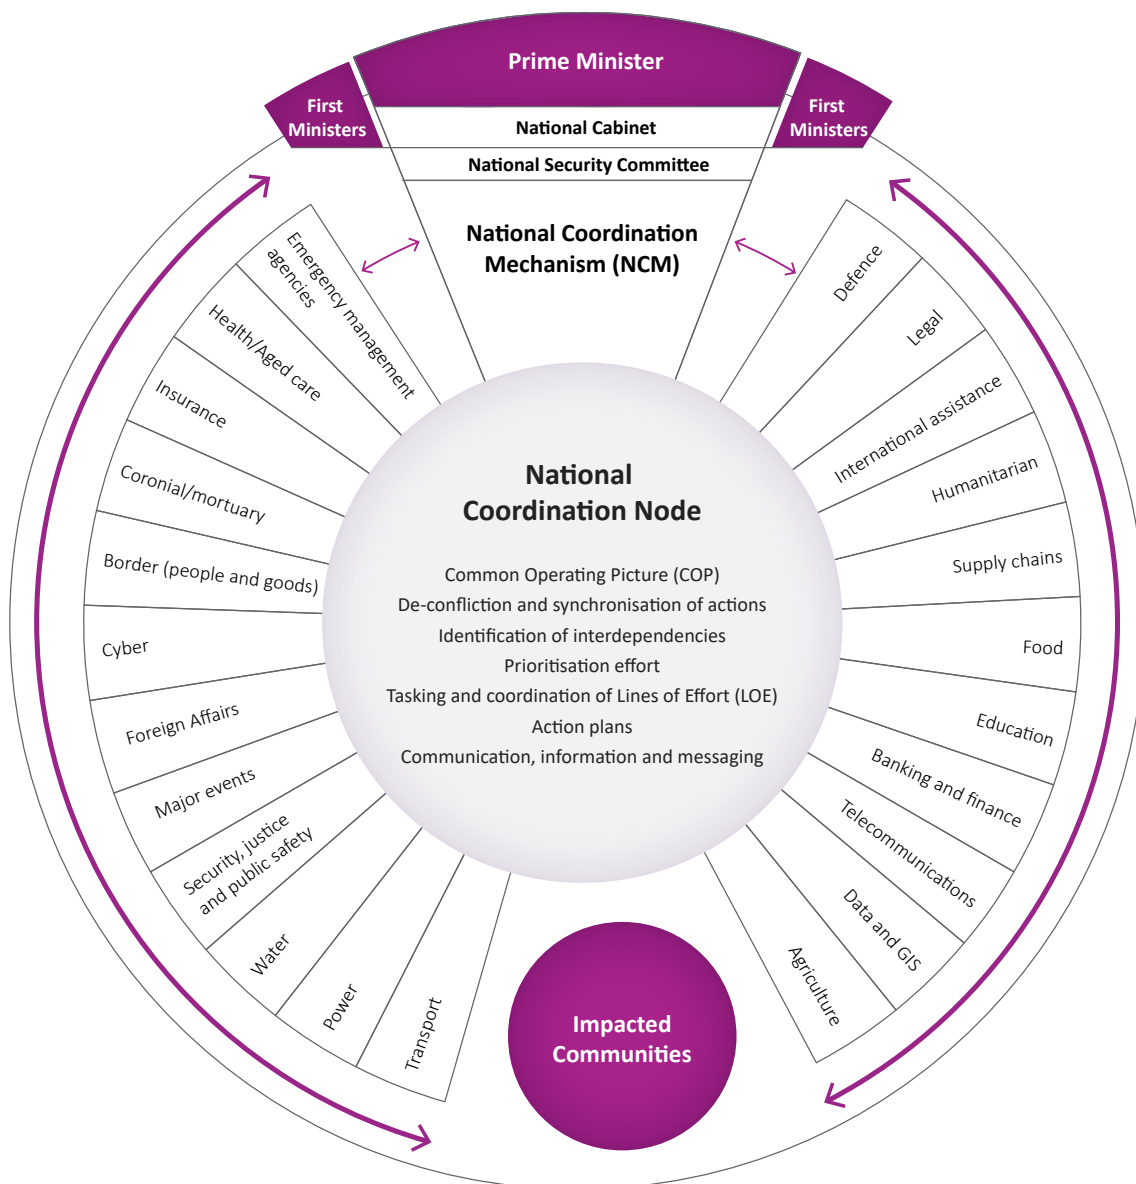 Prime Minister
First
Ministers
First
Ministers
National Cabinet
National Security Committee
National Coordination
Mechanism (NCM)
Emergency management
agencies
Health/Aged care
Insurance
Coronial/mortuary
Border (people and goods)
Cyber
Foreign Affairs
Major events
Security, justice
and public safety
Water
Power
Transport
Defence
Legal
International assistance
Humanitarian
Supply chains
Food
Education
Banking and finance
Telecommunications
Data and GIS
Agriculture
National
Coordination Node
Common Operating Picture (COP)
De-confliction and synchronisation of actions
Identification of interdependencies
Prioritisation effort
Tasking and coordination of Lines of Effort (LOE)
Action plans
Communication, information and messaging
Impacted
Communities